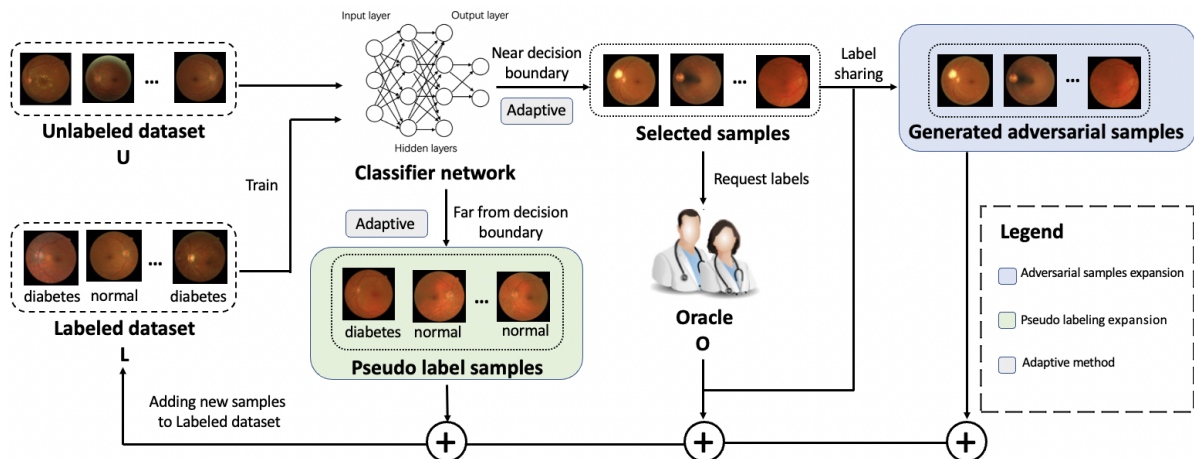 Input layer
Output layer
Hidden layers
Classifier network
Unlabeled dataset
U
Train
diabetes
normal
...
diabetes
Labeled dataset
L
Adding new samples
to Labeled dataset
Near decision
boundary
Adaptive
...
Selected samples
Request labels
Oracle
O
Label
sharing
...
Generated adversarial samples
Adaptive
Far from decision
boundary
diabetes
normal
...
normal
Pseudo label samples
+
+
+
Legend
Adversarial samples expansion
Pseudo labeling expansion
Adaptive method